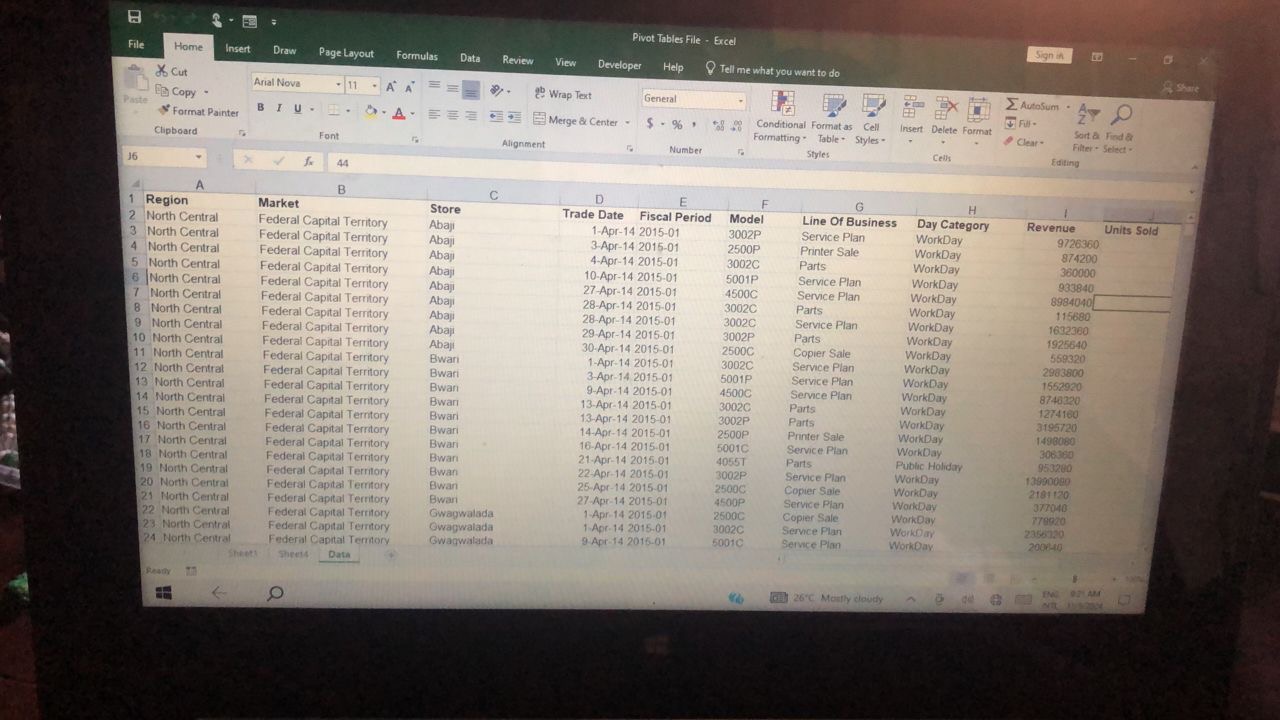 Pivot Tables File - Excel
Sign in
File Home Insert Draw Page Layout Formulas Data Review View Developer Help Tell me what you want to do
Share
Paste
Cut
Copy
Format Painter
Clipboard
Arial Nova 11
B I U
Font
Wrap Text
Merge & Center
Alignment
General
$ % ,
Number
Conditional Formatting
Format as Table
Cell Styles
Styles
Insert Delete Format
Cells
AutoSum
Fill
Clear
Sort & Filter
Find & Select
Editing
J6 fx 44
A B C D E F G H I J
1 Region Market Store Trade Date Fiscal Period Model Line Of Business Day Category Revenue Units Sold
2 North Central Federal Capital Territory Abaji 1-Apr-14 2015-01 3002P Service Plan WorkDay 9726360
3 North Central Federal Capital Territory Abaji 3-Apr-14 2015-01 2500P Printer Sale WorkDay 874200
4 North Central Federal Capital Territory Abaji 4-Apr-14 2015-01 3002C Parts WorkDay 360000
5 North Central Federal Capital Territory Abaji 10-Apr-14 2015-01 5001P Service Plan WorkDay 933840
6 North Central Federal Capital Territory Abaji 27-Apr-14 2015-01 4500C Service Plan WorkDay 8984040
7 North Central Federal Capital Territory Abaji 28-Apr-14 2015-01 3002C Parts WorkDay 115680
8 North Central Federal Capital Territory Abaji 28-Apr-14 2015-01 3002C Service Plan WorkDay 1632360
9 North Central Federal Capital Territory Abaji 29-Apr-14 2015-01 3002P Parts WorkDay 1925640
10 North Central Federal Capital Territory Abaji 30-Apr-14 2015-01 2500C Copier Sale WorkDay 559320
11 North Central Federal Capital Territory Bwari 1-Apr-14 2015-01 3002C Service Plan WorkDay 2983800
12 North Central Federal Capital Territory Bwari 3-Apr-14 2015-01 5001P Service Plan WorkDay 1552920
13 North Central Federal Capital Territory Bwari 9-Apr-14 2015-01 4500C Service Plan WorkDay 8746320
14 North Central Federal Capital Territory Bwari 13-Apr-14 2015-01 3002C Parts WorkDay 1274160
15 North Central Federal Capital Territory Bwari 13-Apr-14 2015-01 3002P Parts WorkDay 3195720
16 North Central Federal Capital Territory Bwari 14-Apr-14 2015-01 2500P Printer Sale WorkDay 1498080
17 North Central Federal Capital Territory Bwari 16-Apr-14 2015-01 5001C Service Plan WorkDay 306360
18 North Central Federal Capital Territory Bwari 21-Apr-14 2015-01 4055T Parts Public Holiday 953280
19 North Central Federal Capital Territory Bwari 22-Apr-14 2015-01 3002P Service Plan WorkDay 13990080
20 North Central Federal Capital Territory Bwari 25-Apr-14 2015-01 2500C Copier Sale WorkDay 2181120
21 North Central Federal Capital Territory Bwari 27-Apr-14 2015-01 4500P Service Plan WorkDay 377040
22 North Central Federal Capital Territory Gwagwalada 1-Apr-14 2015-01 2500C Copier Sale WorkDay 779920
23 North Central Federal Capital Territory Gwagwalada 1-Apr-14 2015-01 3002C Service Plan WorkDay 2356320
24 North Central Federal Capital Territory Gwagwalada 9-Apr-14 2015-01 5001C Service Plan WorkDay 200640
Sheet4 Data
Ready 100%
26°C Mostly cloudy ENG 9:21 AM
INTL